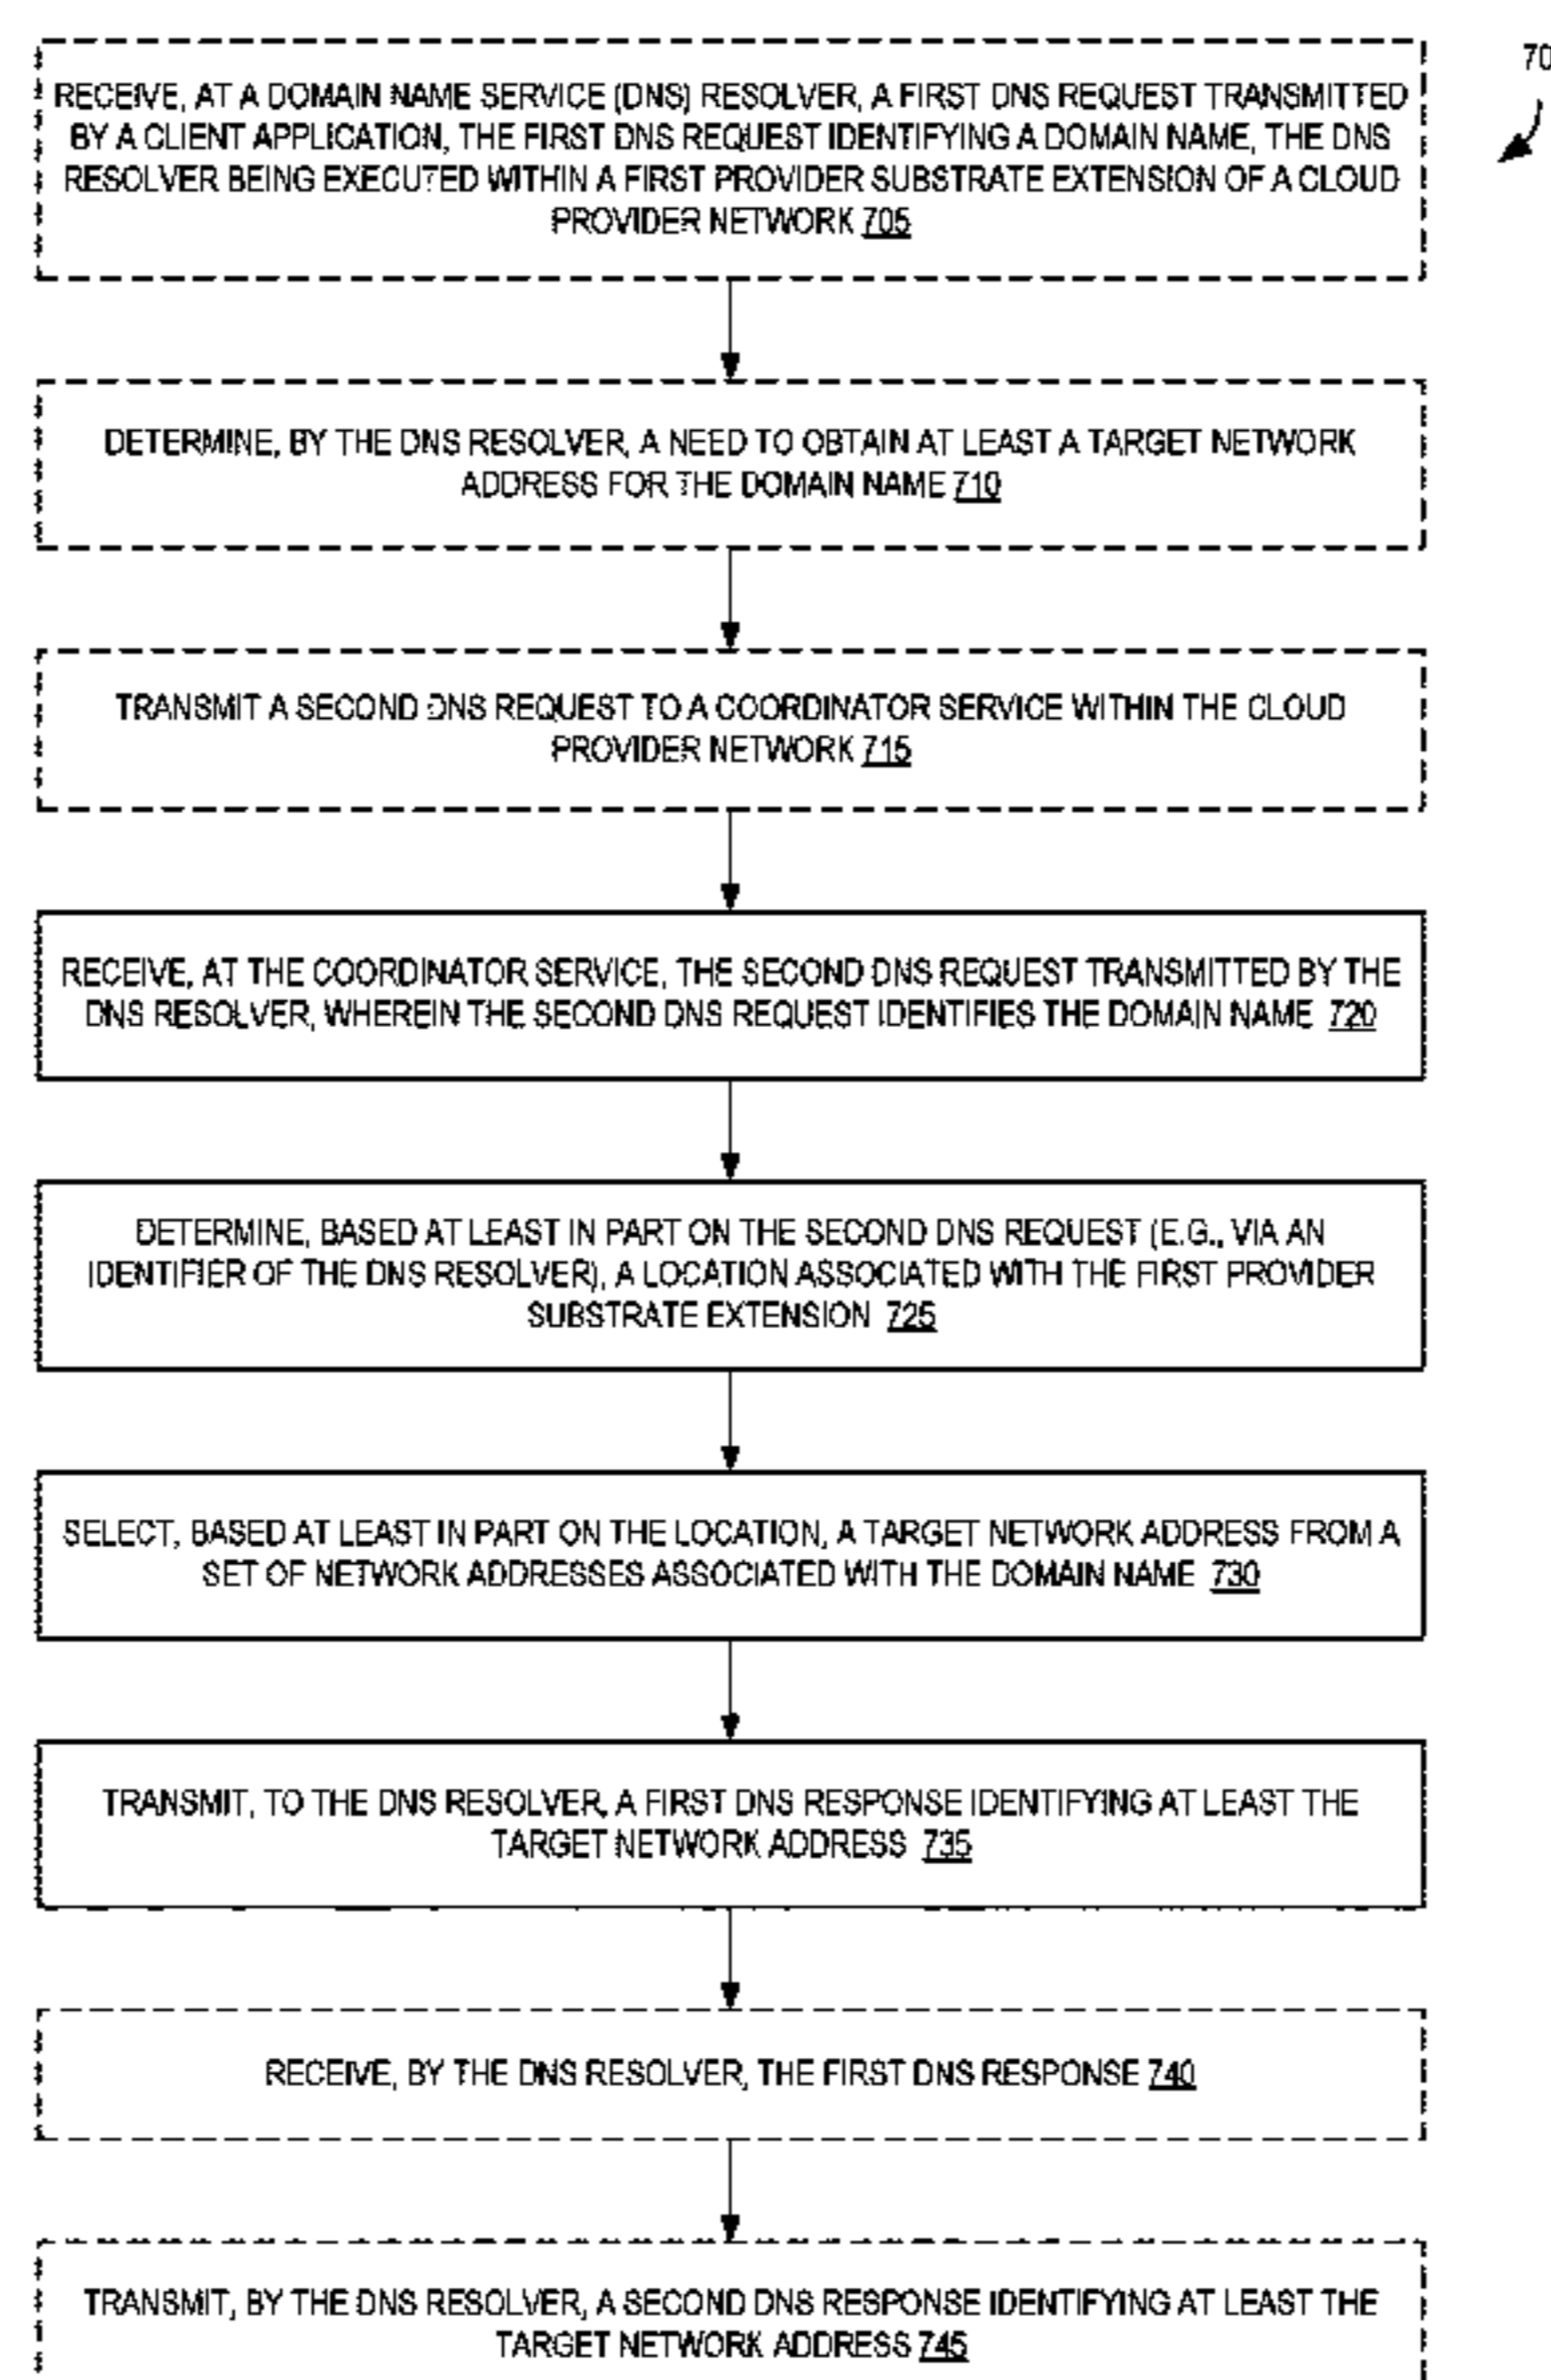 70
RECEIVE, AT A DOMAIN NAME SERVICE (DNS) RESOLVER, A FIRST DNS REQUEST TRANSMITTED
BY A CLIENT APPLICATION, THE FIRST DNS REQUEST IDENTIFYING A DOMAIN NAME, THE DNS
RESOLVER BEING EXECUTED WITHIN A FIRST PROVIDER SUBSTRATE EXTENSION OF A CLOUD
PROVIDER NETWORK 705
DETERMINE, BY THE DNS RESOLVER, A NEED TO OBTAIN AT LEAST A TARGET NETWORK
ADDRESS FOR THE DOMAIN NAME 710
TRANSMIT A SECOND DNS REQUEST TO A COORDINATOR SERVICE WITHIN THE CLOUD
PROVIDER NETWORK 715
RECEIVE, AT THE COORDINATOR SERVICE, THE SECOND DNS REQUEST TRANSMITTED BY THE
DNS RESOLVER, WHEREIN THE SECOND DNS REQUEST IDENTIFIES THE DOMAIN NAME 720
DETERMINE, BASED AT LEAST IN PART ON THE SECOND DNS REQUEST (E.G., VIA AN
IDENTIFIER OF THE DNS RESOLVER), A LOCATION ASSOCIATED WITH THE FIRST PROVIDER
SUBSTRATE EXTENSION 725
SELECT, BASED AT LEAST IN PART ON THE LOCATION, A TARGET NETWORK ADDRESS FROM A
SET OF NETWORK ADDRESSES ASSOCIATED WITH THE DOMAIN NAME 730
TRANSMIT, TO THE DNS RESOLVER, A FIRST DNS RESPONSE IDENTIFYING AT LEAST THE
TARGET NETWORK ADDRESS 735
RECEIVE, BY THE DNS RESOLVER, THE FIRST DNS RESPONSE 740
TRANSMIT, BY THE DNS RESOLVER, A SECOND DNS RESPONSE IDENTIFYING AT LEAST THE
TARGET NETWORK ADDRESS 745